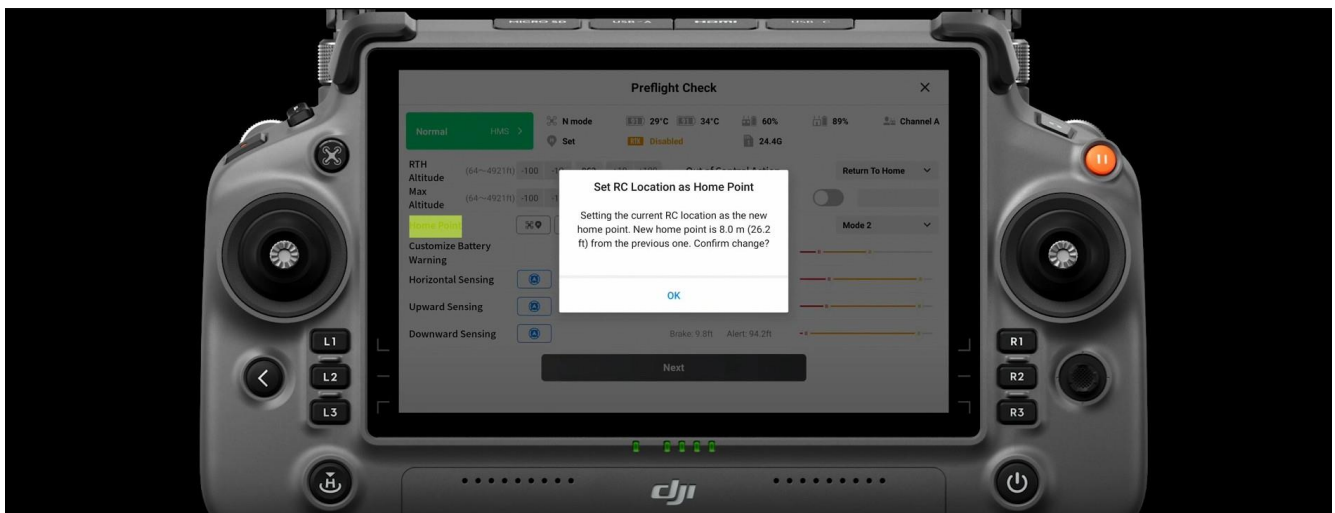 MICRO SD USB-A HDMI USB-C
Preflight Check
Normal HMS >
N mode 29°C 34°C 60% 89% Channel A
Set RTH Disabled 24.4G
RTH
Altitude
(64~4921ft) -100
Return To Home
Max
Altitude
(64~4921ft) -100
Home Point
Mode 2
Customize Battery
Warning
Horizontal Sensing
Upward Sensing
Downward Sensing
Brake: 9.8ft Alert: 94.2ft
Next
Set RC Location as Home Point
Setting the current RC location as the new
home point. New home point is 8.0 m (26.2
ft) from the previous one. Confirm change?
OK
L1
L2
L3
R1
R2
R3
H
dji